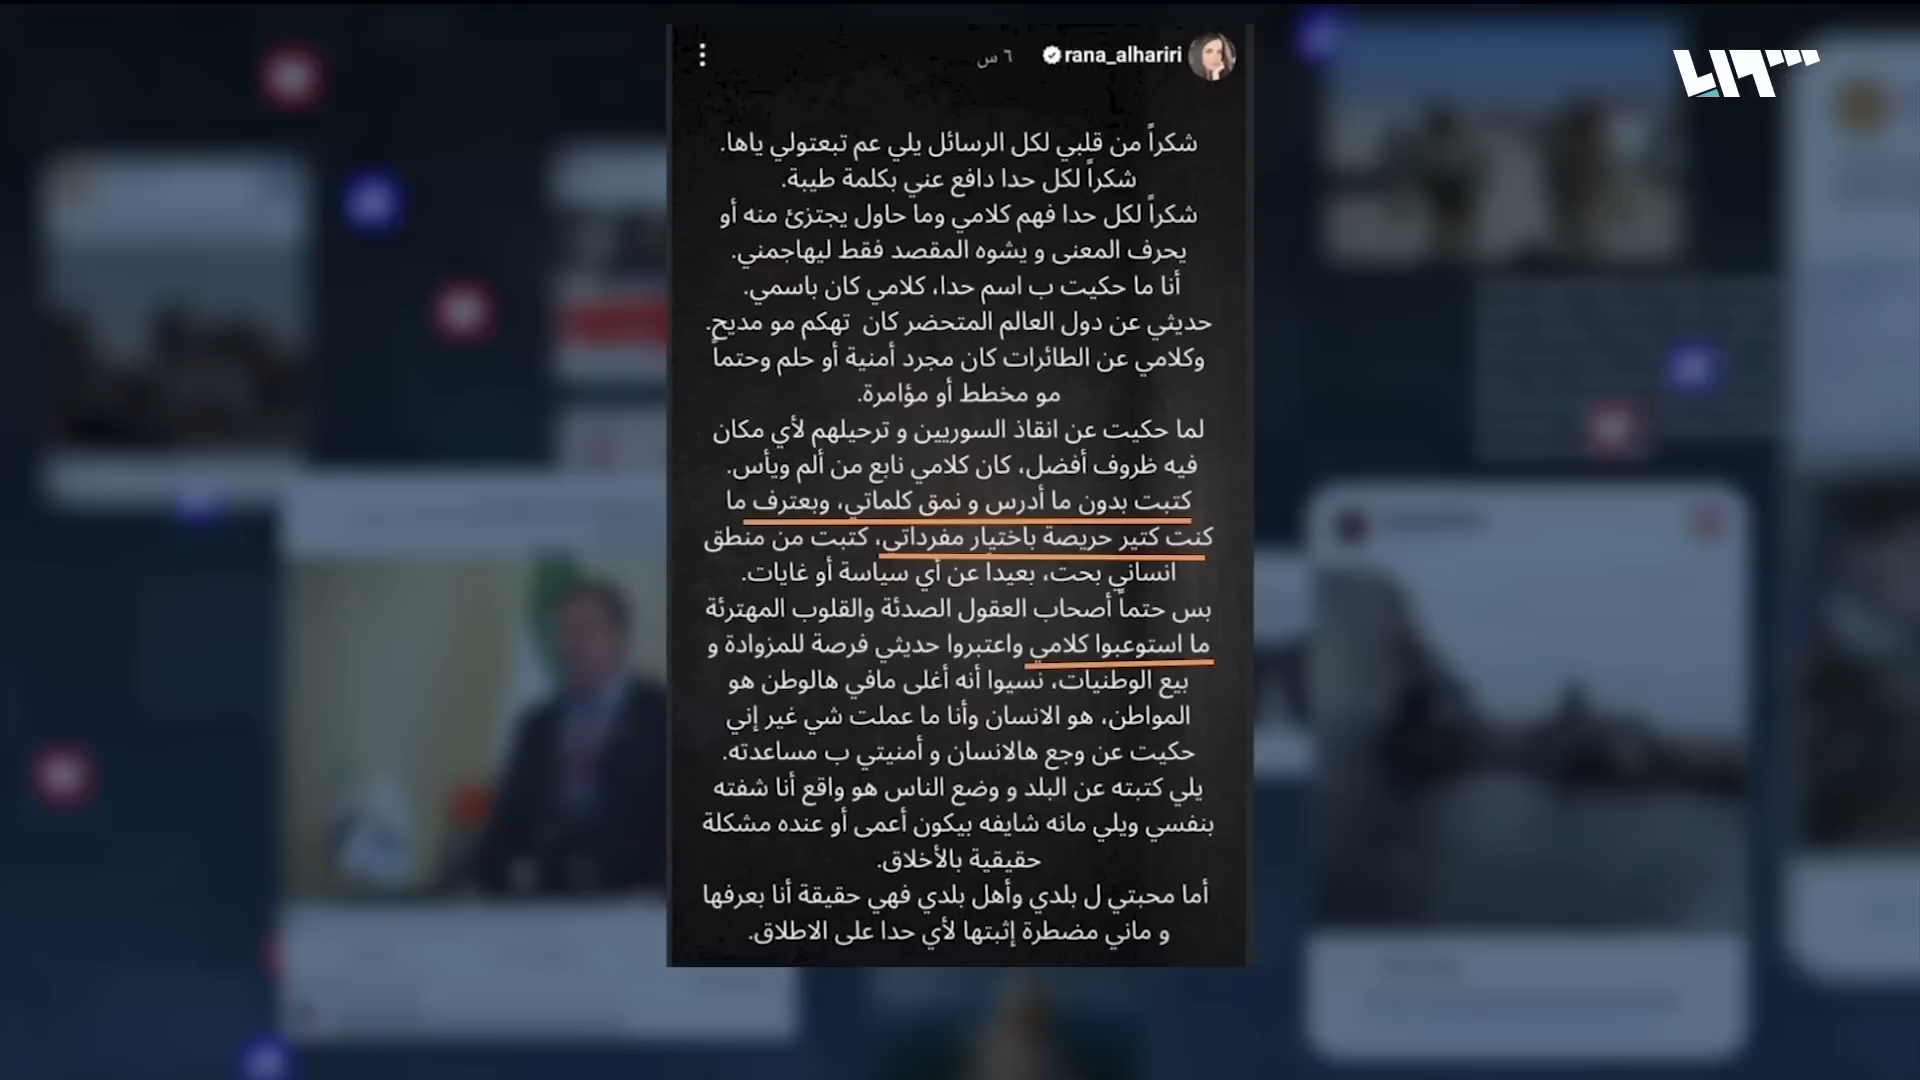 rana_alhariri ٦ س
شكراً من قلبي لكل الرسائل يلي عم تبعتولي ياها.
شكراً لكل حدا دافع عني بكلمة طيبة.
شكراً لكل حدا فهم كلامي وما حاول يجتزئ منه أو
يحرف المعنى و يشوه المقصد فقط ليهاجمني.
أنا ما حكيت ب اسم حدا، كلامي كان باسمي.
حديثي عن دول العالم المتحضر كان تهكم مو مديح.
وكلامي عن الطائرات كان مجرد أمنية أو حلم وحتماً
مو مخطط أو مؤامرة.
لما حكيت عن انقاذ السوريين و ترحيلهم لأي مكان
فيه ظروف أفضل، كان كلامي نابع من ألم ويأس.
كتبت بدون ما أدرس و نمق كلماتي، وبعترف ما
كنت كتير حريصة باختيار مفرداتي، كتبت من منطق
انساني بحت، بعيداً عن أي سياسة أو غايات.
بس حتماً أصحاب العقول الصدئة والقلوب المهترئة
ما استوعبوا كلامي واعتبروا حديثي فرصة للمزوادة و
بيع الوطنيات، نسيوا أنه أغلى مافي هالوطن هو
المواطن، هو الانسان وأنا ما عملت شي غير إني
حكيت عن وجع هالانسان و أمنيتي ب مساعدته.
يلي كتبته عن البلد و وضع الناس هو واقع أنا شفته
بنفسي ويلي مانه شايفه بيكون أعمى أو عنده مشكلة
حقيقية بالأخلاق.
أما محبتي ل بلدي وأهل بلدي فهي حقيقة أنا بعرفها
و ماني مضطرة إثبتها لأي حدا على الاطلاق.